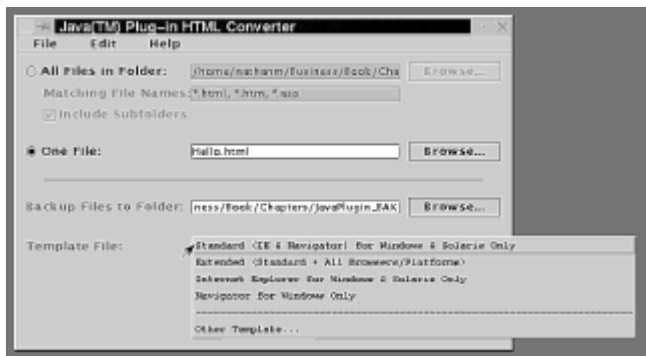 Java(TM) Plug-in HTML Converter
File Edit Help
All Files in Folder: /home/nathanm/Business/Book/Cha Browse...
Matching File Names: *.html, *.htm, *.asp
Include Subfolders
One File: Hello.html Browse...
Backup Files to Folder: ness/Book/Chapters/JavaPlugin_BAK Browse...
Template File: Standard (IE & Navigator) for Windows & Solaris Only
Extended (Standard + All Browsers/Platforms)
Internet Explorer for Windows & Solaris Only
Navigator for Windows Only
Other Template...